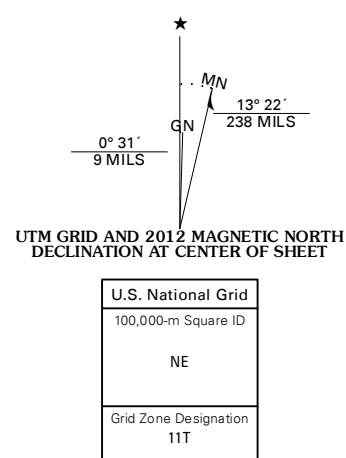 ★
MN
GN
13° 22´
238 MILS
0° 31´
9 MILS
UTM GRID AND 2012 MAGNETIC NORTH
DECLINATION AT CENTER OF SHEET
U.S. National Grid
100,000-m Square ID
NE
Grid Zone Designation
11T